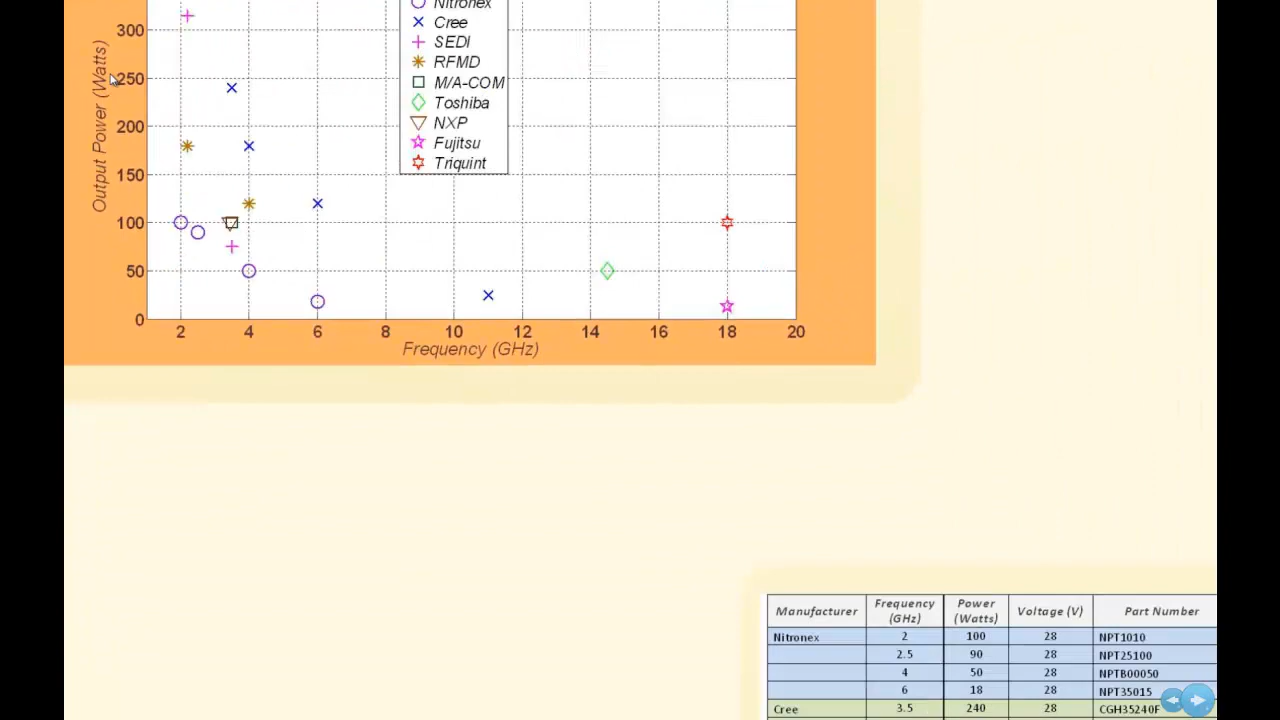 Nitronex
Cree
SEDI
RFMD
M/A-COM
Toshiba
NXP
Fujitsu
Triquint
Output Power (Watts)
300
250
200
150
100
50
0
2 4 6 8 10 12 14 16 18 20
Frequency (GHz)
Manufacturer Frequency (GHz) Power (Watts) Voltage (V) Part Number
Nitronex 2 100 28 NPT1010
2.5 90 28 NPT25100
4 50 28 NPTB00050
6 18 28 NPT35015
Cree 3.5 240 28 CGH35240F